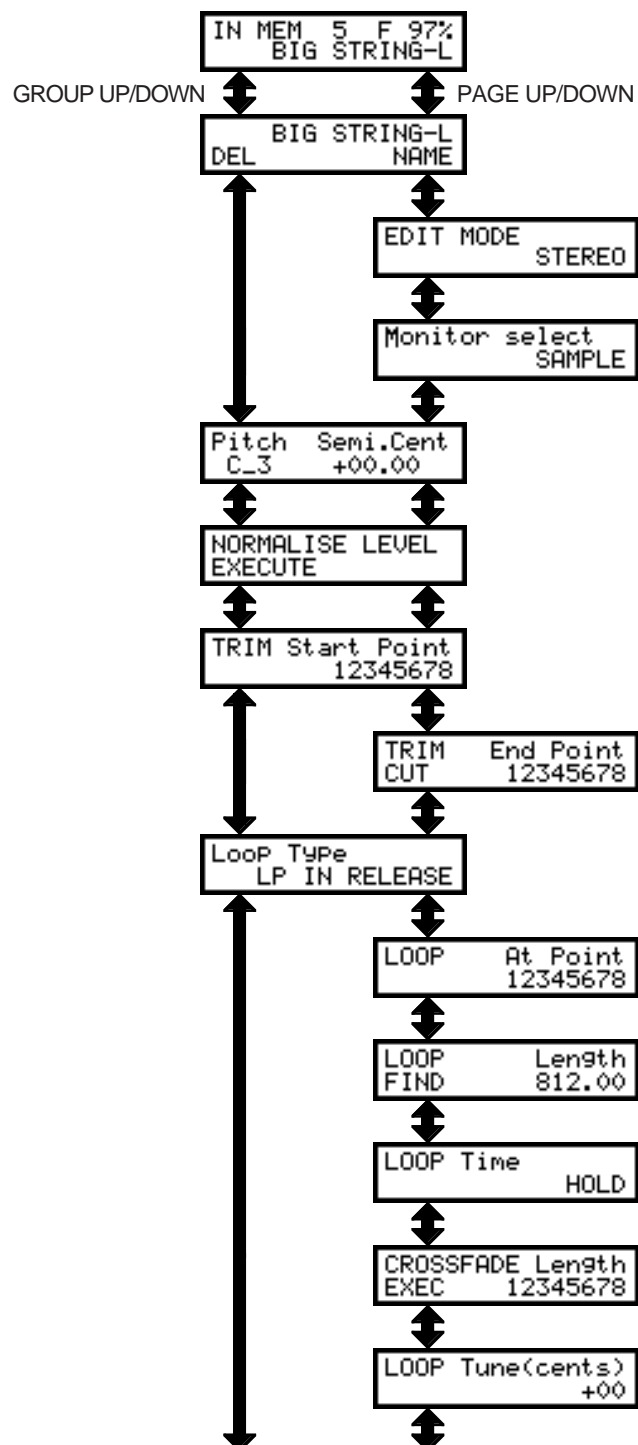 IN MEM 5 F 97%
BIG STRING-L
GROUP UP/DOWN PAGE UP/DOWN
BIG STRING-L
DEL NAME
EDIT MODE
STEREO
Monitor select
SAMPLE
Pitch Semi.Cent
C_3 +00.00
NORMALISE LEVEL
EXECUTE
TRIM Start Point
12345678
TRIM End Point
CUT 12345678
Loop Type
LP IN RELEASE
LOOP At Point
12345678
LOOP Length
FIND 812.00
LOOP Time
HOLD
CROSSFADE Length
EXEC 12345678
LOOP Tune(cents)
+00